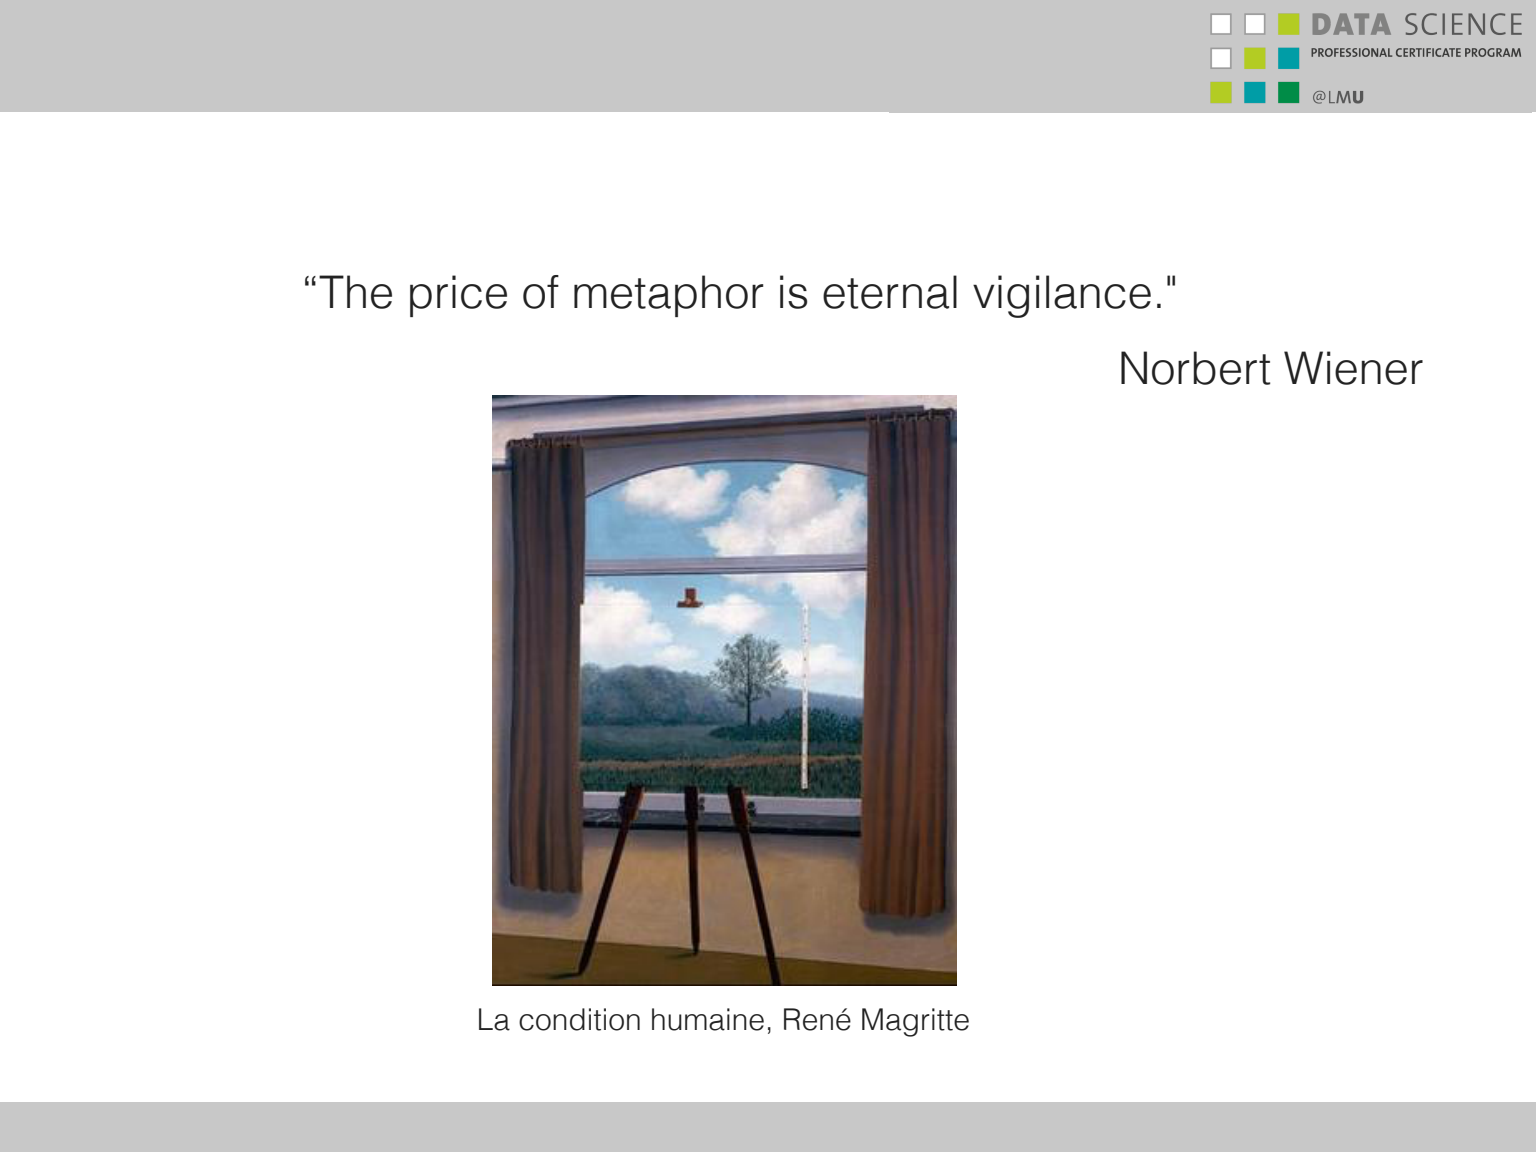 DATA SCIENCE
PROFESSIONAL CERTIFICATE PROGRAM
@LMU
“The price of metaphor is eternal vigilance."
Norbert Wiener
La condition humaine, René Magritte